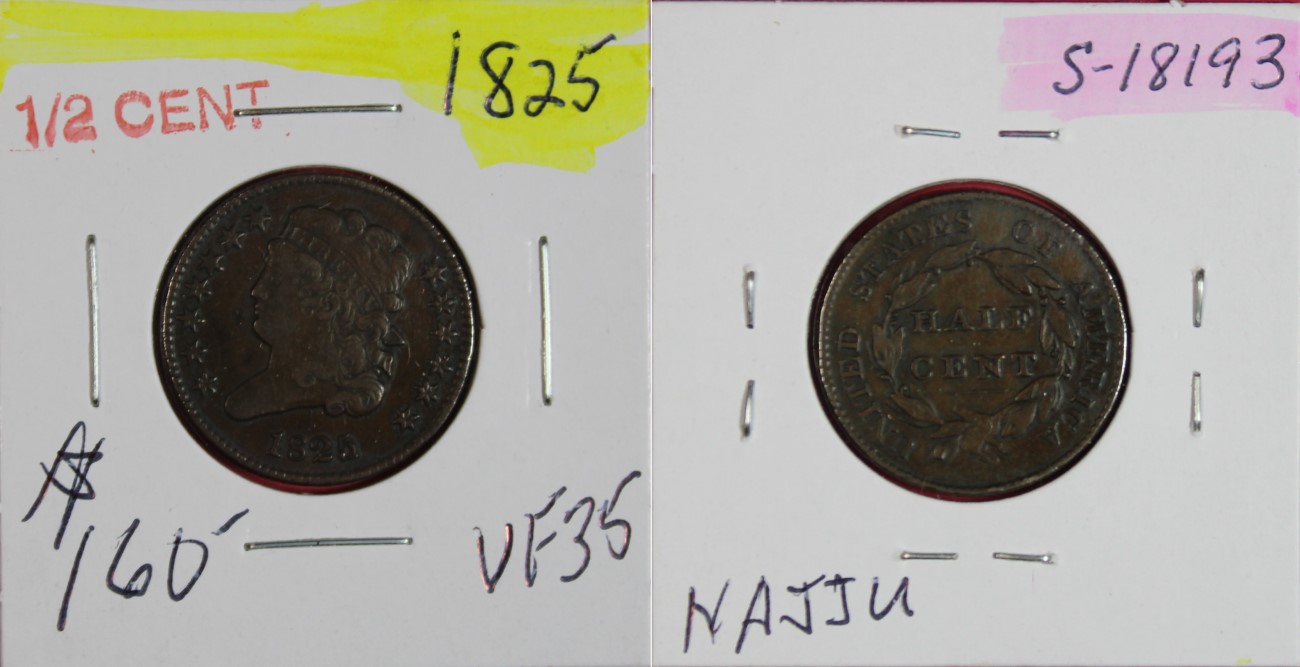 1825
1/2 CENT
LIBERTY
1825
$
160
VF35
S-18193
UNITED STATES OF AMERICA
HALF
CENT
NAJJU